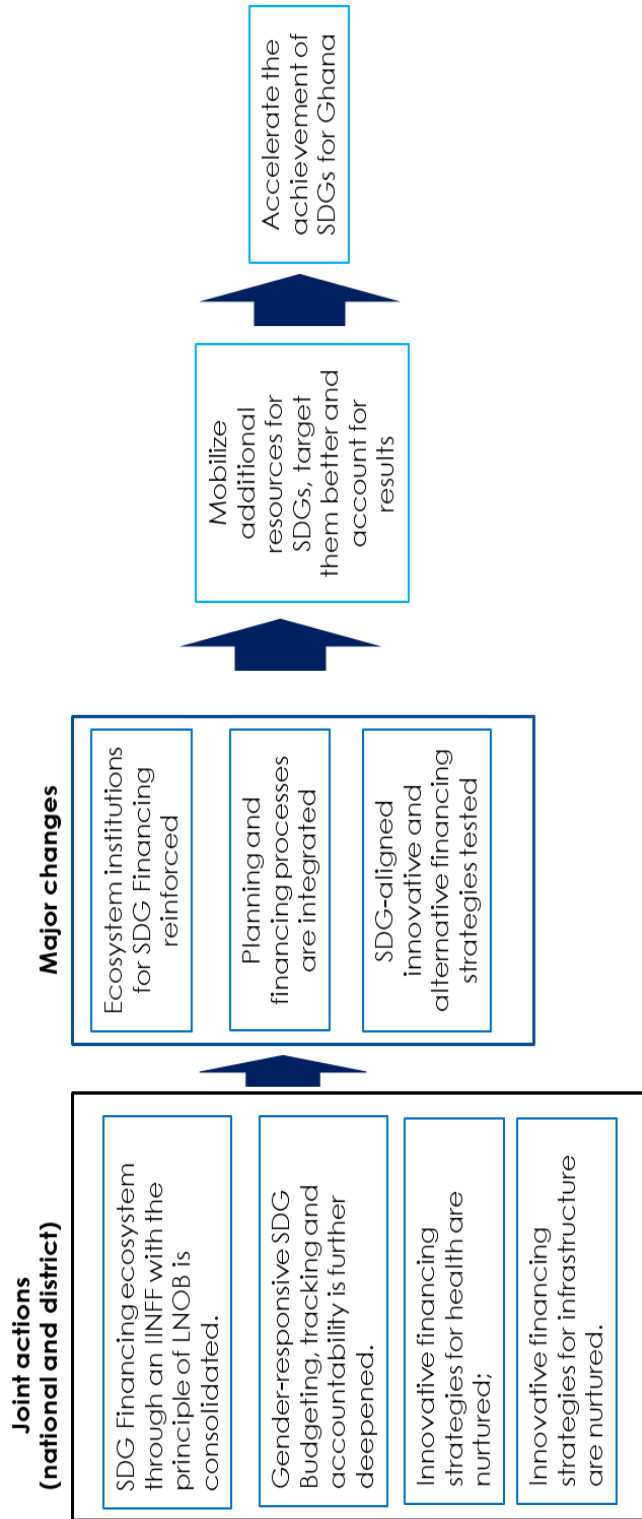 Joint actions
(national and district)
SDG Financing ecosystem
through an IINFF with the
principle of LNOB is
consolidated.
Gender-responsive SDG
Budgeting, tracking and
accountability is further
deepened.
Innovative financing
strategies for health are
nurtured;
Innovative financing
strategies for infrastructure
are nurtured.
Major changes
Ecosystem institutions
for SDG Financing
reinforced
Planning and
financing processes
are integrated
SDG-aligned
innovative and
alternative financing
strategies tested
Mobilize
additional
resources for
SDGs, target
them better and
account for
results
Accelerate the
achievement of
SDGs for Ghana